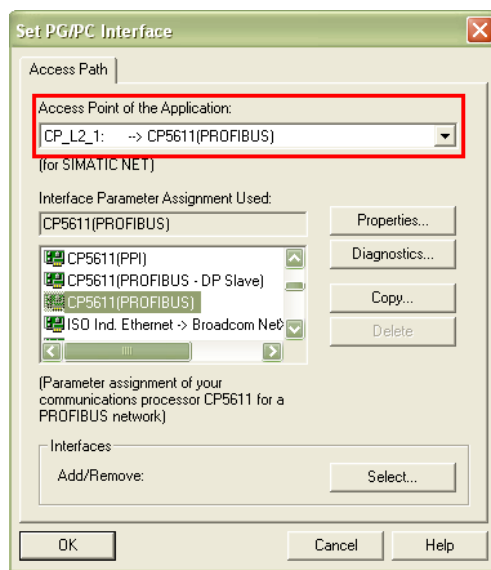 Set PG/PC Interface
Access Path
Access Point of the Application:
CP_L2_1: --> CP5611(PROFIBUS)
(for SIMATIC NET)
Interface Parameter Assignment Used:
CP5611(PROFIBUS)
Properties...
CP5611(PPI)
Diagnostics...
CP5611(PROFIBUS - DP Slave)
CP5611(PROFIBUS)
Copy...
ISO Ind. Ethernet -> Broadcom Net
Delete
(Parameter assignment of your
communications processor CP5611 for a
PROFIBUS network)
Interfaces
Add/Remove:
Select...
OK
Cancel
Help